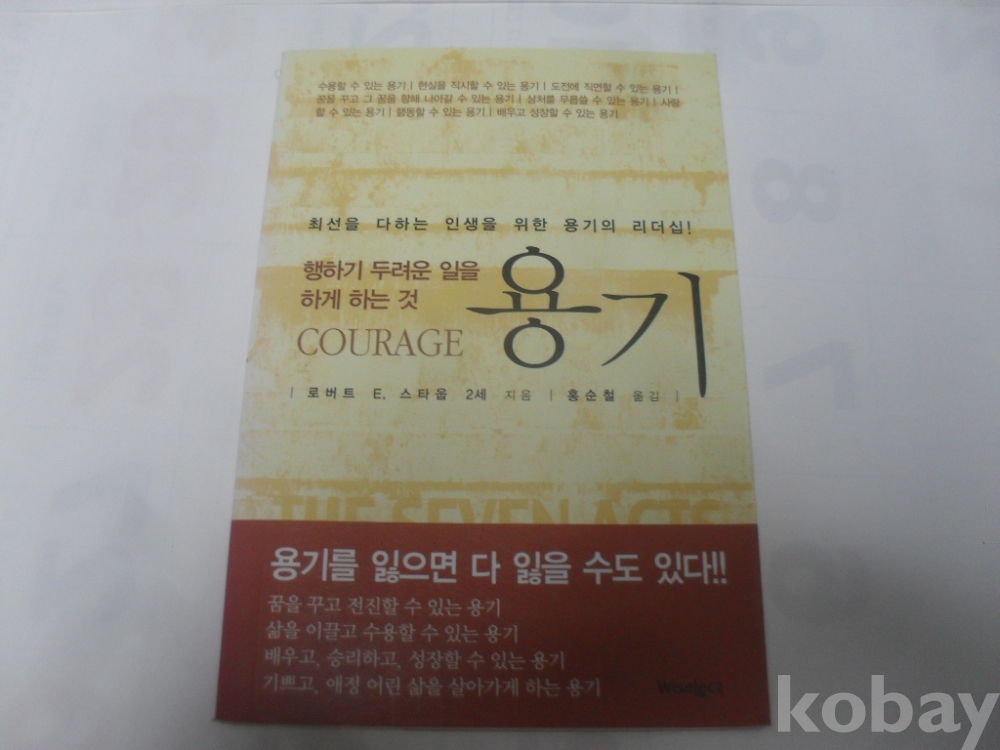 수용할 수 있는 용기 | 현실을 직시할 수 있는 용기 | 도전에 직면할 수 있는 용기 |
꿈을 꾸고 그 꿈을 향해 나아갈 수 있는 용기 | 상처를 무릅쓸 수 있는 용기 | 사랑
할 수 있는 용기 | 행동할 수 있는 용기 | 배우고 성장할 수 있는 용기
최선을 다하는 인생을 위한 용기의 리더십!
행하기 두려운 일을
하게 하는 것
COURAGE
용기
| 로버트 E. 스타웁 2세 지음 | 홍순철 옮김 |
THE SEVEN ACTS
용기를 잃으면 다 잃을 수도 있다!!
꿈을 꾸고 전진할 수 있는 용기
삶을 이끌고 수용할 수 있는 용기
배우고, 승리하고, 성장할 수 있는 용기
기쁘고, 애정 어린 삶을 살아가게 하는 용기
kobay